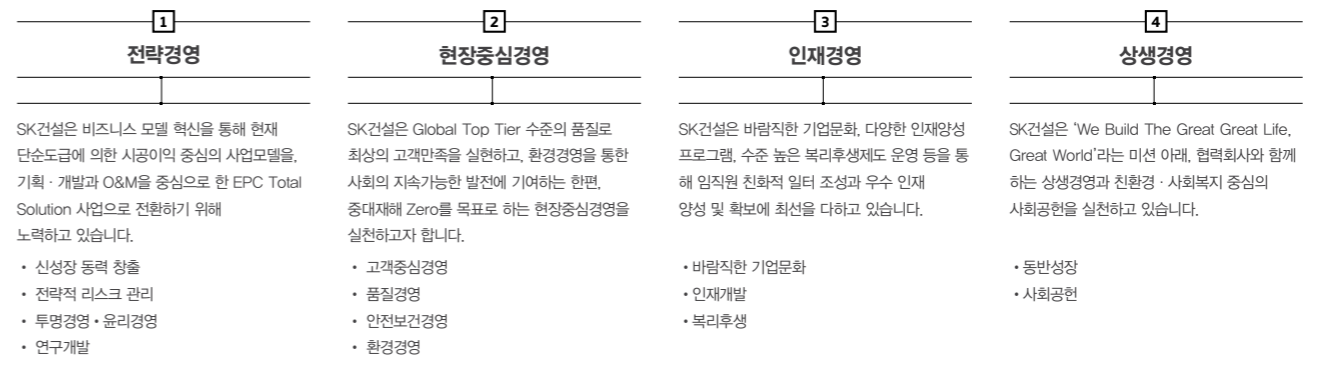 1
전략경영
SK건설은 비즈니스 모델 혁신을 통해 현재
단순도급에 의한 시공이익 중심의 사업모델을,
기획 · 개발과 O&M을 중심으로 한 EPC Total
Solution 사업으로 전환하기 위해
노력하고 있습니다.
• 신성장 동력 창출
• 전략적 리스크 관리
• 투명경영 • 윤리경영
• 연구개발
2
현장중심경영
SK건설은 Global Top Tier 수준의 품질로
최상의 고객만족을 실현하고, 환경경영을 통한
사회의 지속가능한 발전에 기여하는 한편,
중대재해 Zero를 목표로 하는 현장중심경영을
실천하고자 합니다.
• 고객중심경영
• 품질경영
• 안전보건경영
• 환경경영
3
인재경영
SK건설은 바람직한 기업문화, 다양한 인재양성
프로그램, 수준 높은 복리후생제도 운영 등을 통
해 임직원 친화적 일터 조성과 우수 인재
양성 및 확보에 최선을 다하고 있습니다.
• 바람직한 기업문화
• 인재개발
• 복리후생
4
상생경영
SK건설은 ‘We Build The Great Great Life,
Great World’라는 미션 아래, 협력회사와 함께
하는 상생경영과 친환경 · 사회복지 중심의
사회공헌을 실천하고 있습니다.
• 동반성장
• 사회공헌